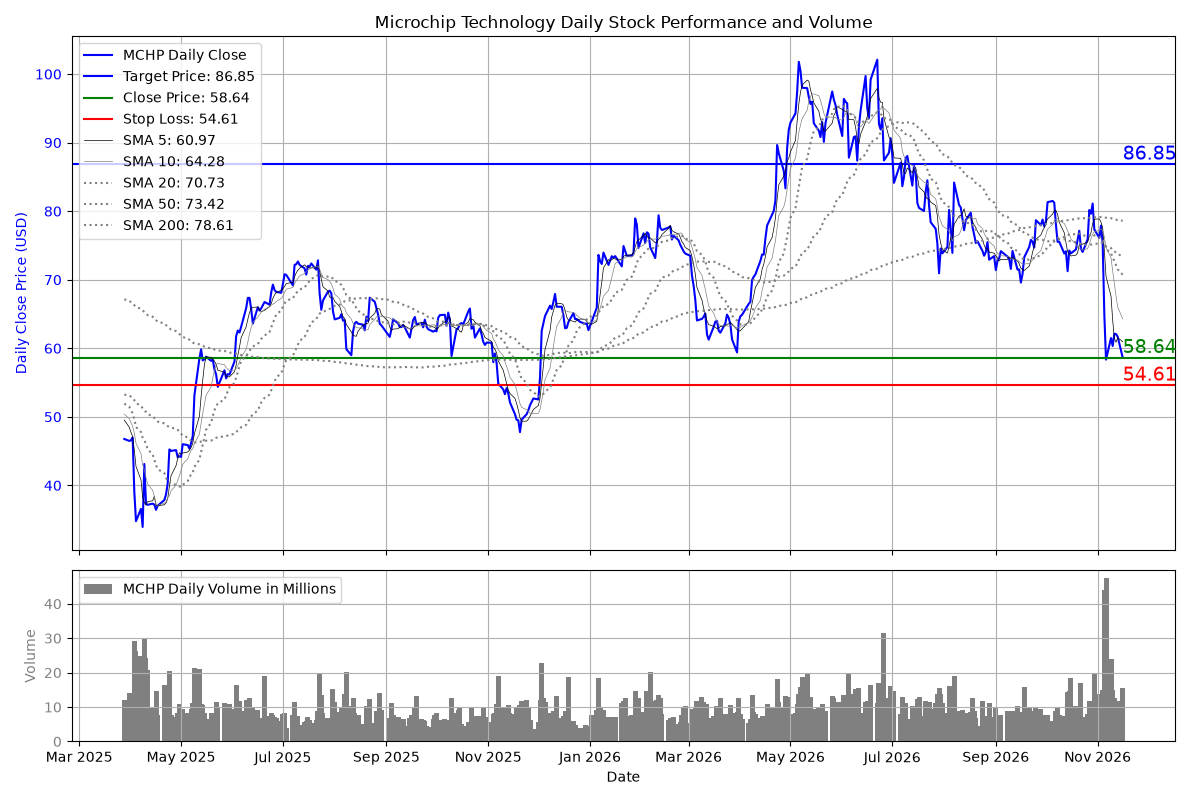 Microchip Technology Daily Stock Performance and Volume
MCHP Daily Close
Target Price: 86.85
Close Price: 58.64
Stop Loss: 54.61
SMA 5: 60.97
SMA 10: 64.28
SMA 20: 70.73
SMA 50: 73.42
SMA 200: 78.61
Daily Close Price (USD)
100
90
80
70
60
50
40
86.85
58.64
54.61
MCHP Daily Volume in Millions
Volume
40
30
20
10
0
Mar 2025 May 2025 Jul 2025 Sep 2025 Nov 2025 Jan 2026 Mar 2026 May 2026 Jul 2026 Sep 2026 Nov 2026
Date